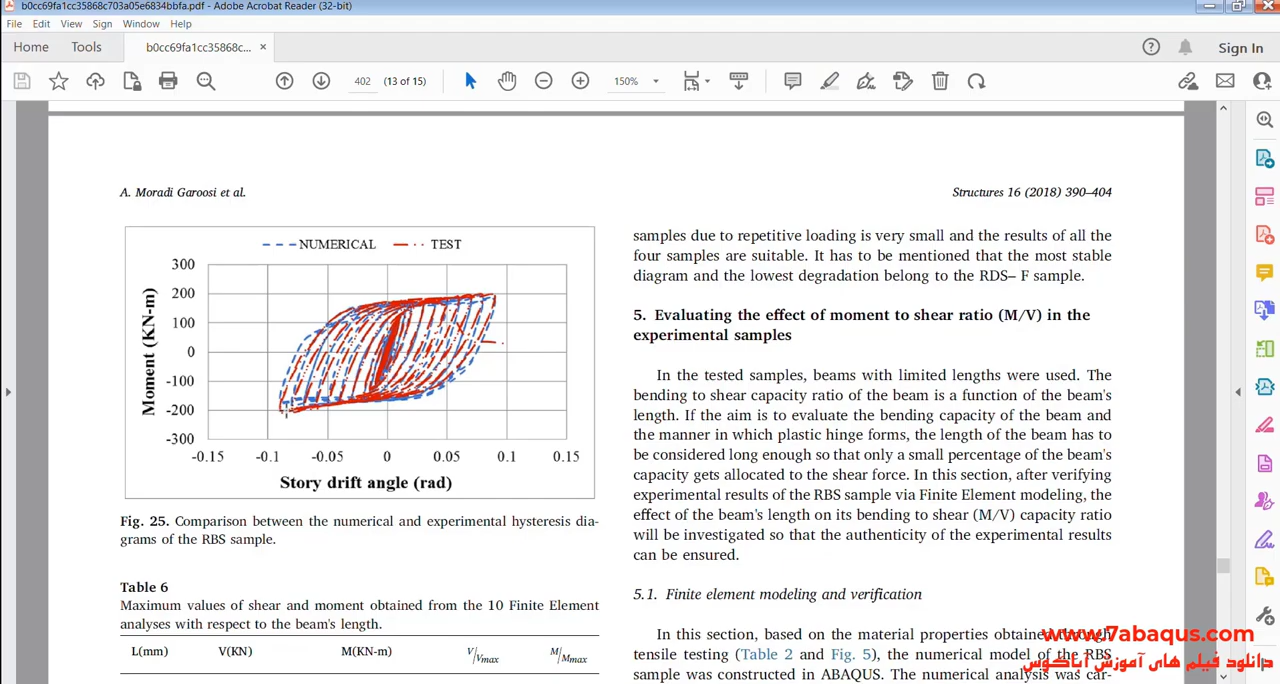 b0cc69fa1cc35868c703a05e6834bbfa.pdf - Adobe Acrobat Reader (32-bit)
File Edit View Sign Window Help
Home Tools b0cc69fa1cc35868c... × Sign In
402 (13 of 15) 150%
A. Moradi Garoosi et al.
Structures 16 (2018) 390–404
NUMERICAL TEST
300
200
100
0
-100
-200
-300
Moment (KN-m)
-0.15 -0.1 -0.05 0 0.05 0.1 0.15
Story drift angle (rad)
Fig. 25. Comparison between the numerical and experimental hysteresis dia-
grams of the RBS sample.
Table 6
Maximum values of shear and moment obtained from the 10 Finite Element
analyses with respect to the beam's length.
L(mm) V(KN) M(KN-m) V/Vmax M/Mmax
samples due to repetitive loading is very small and the results of all the
four samples are suitable. It has to be mentioned that the most stable
diagram and the lowest degradation belong to the RDS– F sample.
5. Evaluating the effect of moment to shear ratio (M/V) in the
experimental samples
In the tested samples, beams with limited lengths were used. The
bending to shear capacity ratio of the beam is a function of the beam's
length. If the aim is to evaluate the bending capacity of the beam and
the manner in which plastic hinge forms, the length of the beam has to
be considered long enough so that only a small percentage of the beam's
capacity gets allocated to the shear force. In this section, after verifying
experimental results of the RBS sample via Finite Element modeling, the
effect of the beam's length on its bending to shear (M/V) capacity ratio
will be investigated so that the authenticity of the experimental results
can be ensured.
5.1. Finite element modeling and verification
In this section, based on the material properties obtained through
tensile testing (Table 2 and Fig. 5), the numerical model of the RBS
sample was constructed in ABAQUS. The numerical analysis was car-
www.7abaqus.com
دانلود فیلم های آموزش آباکوس